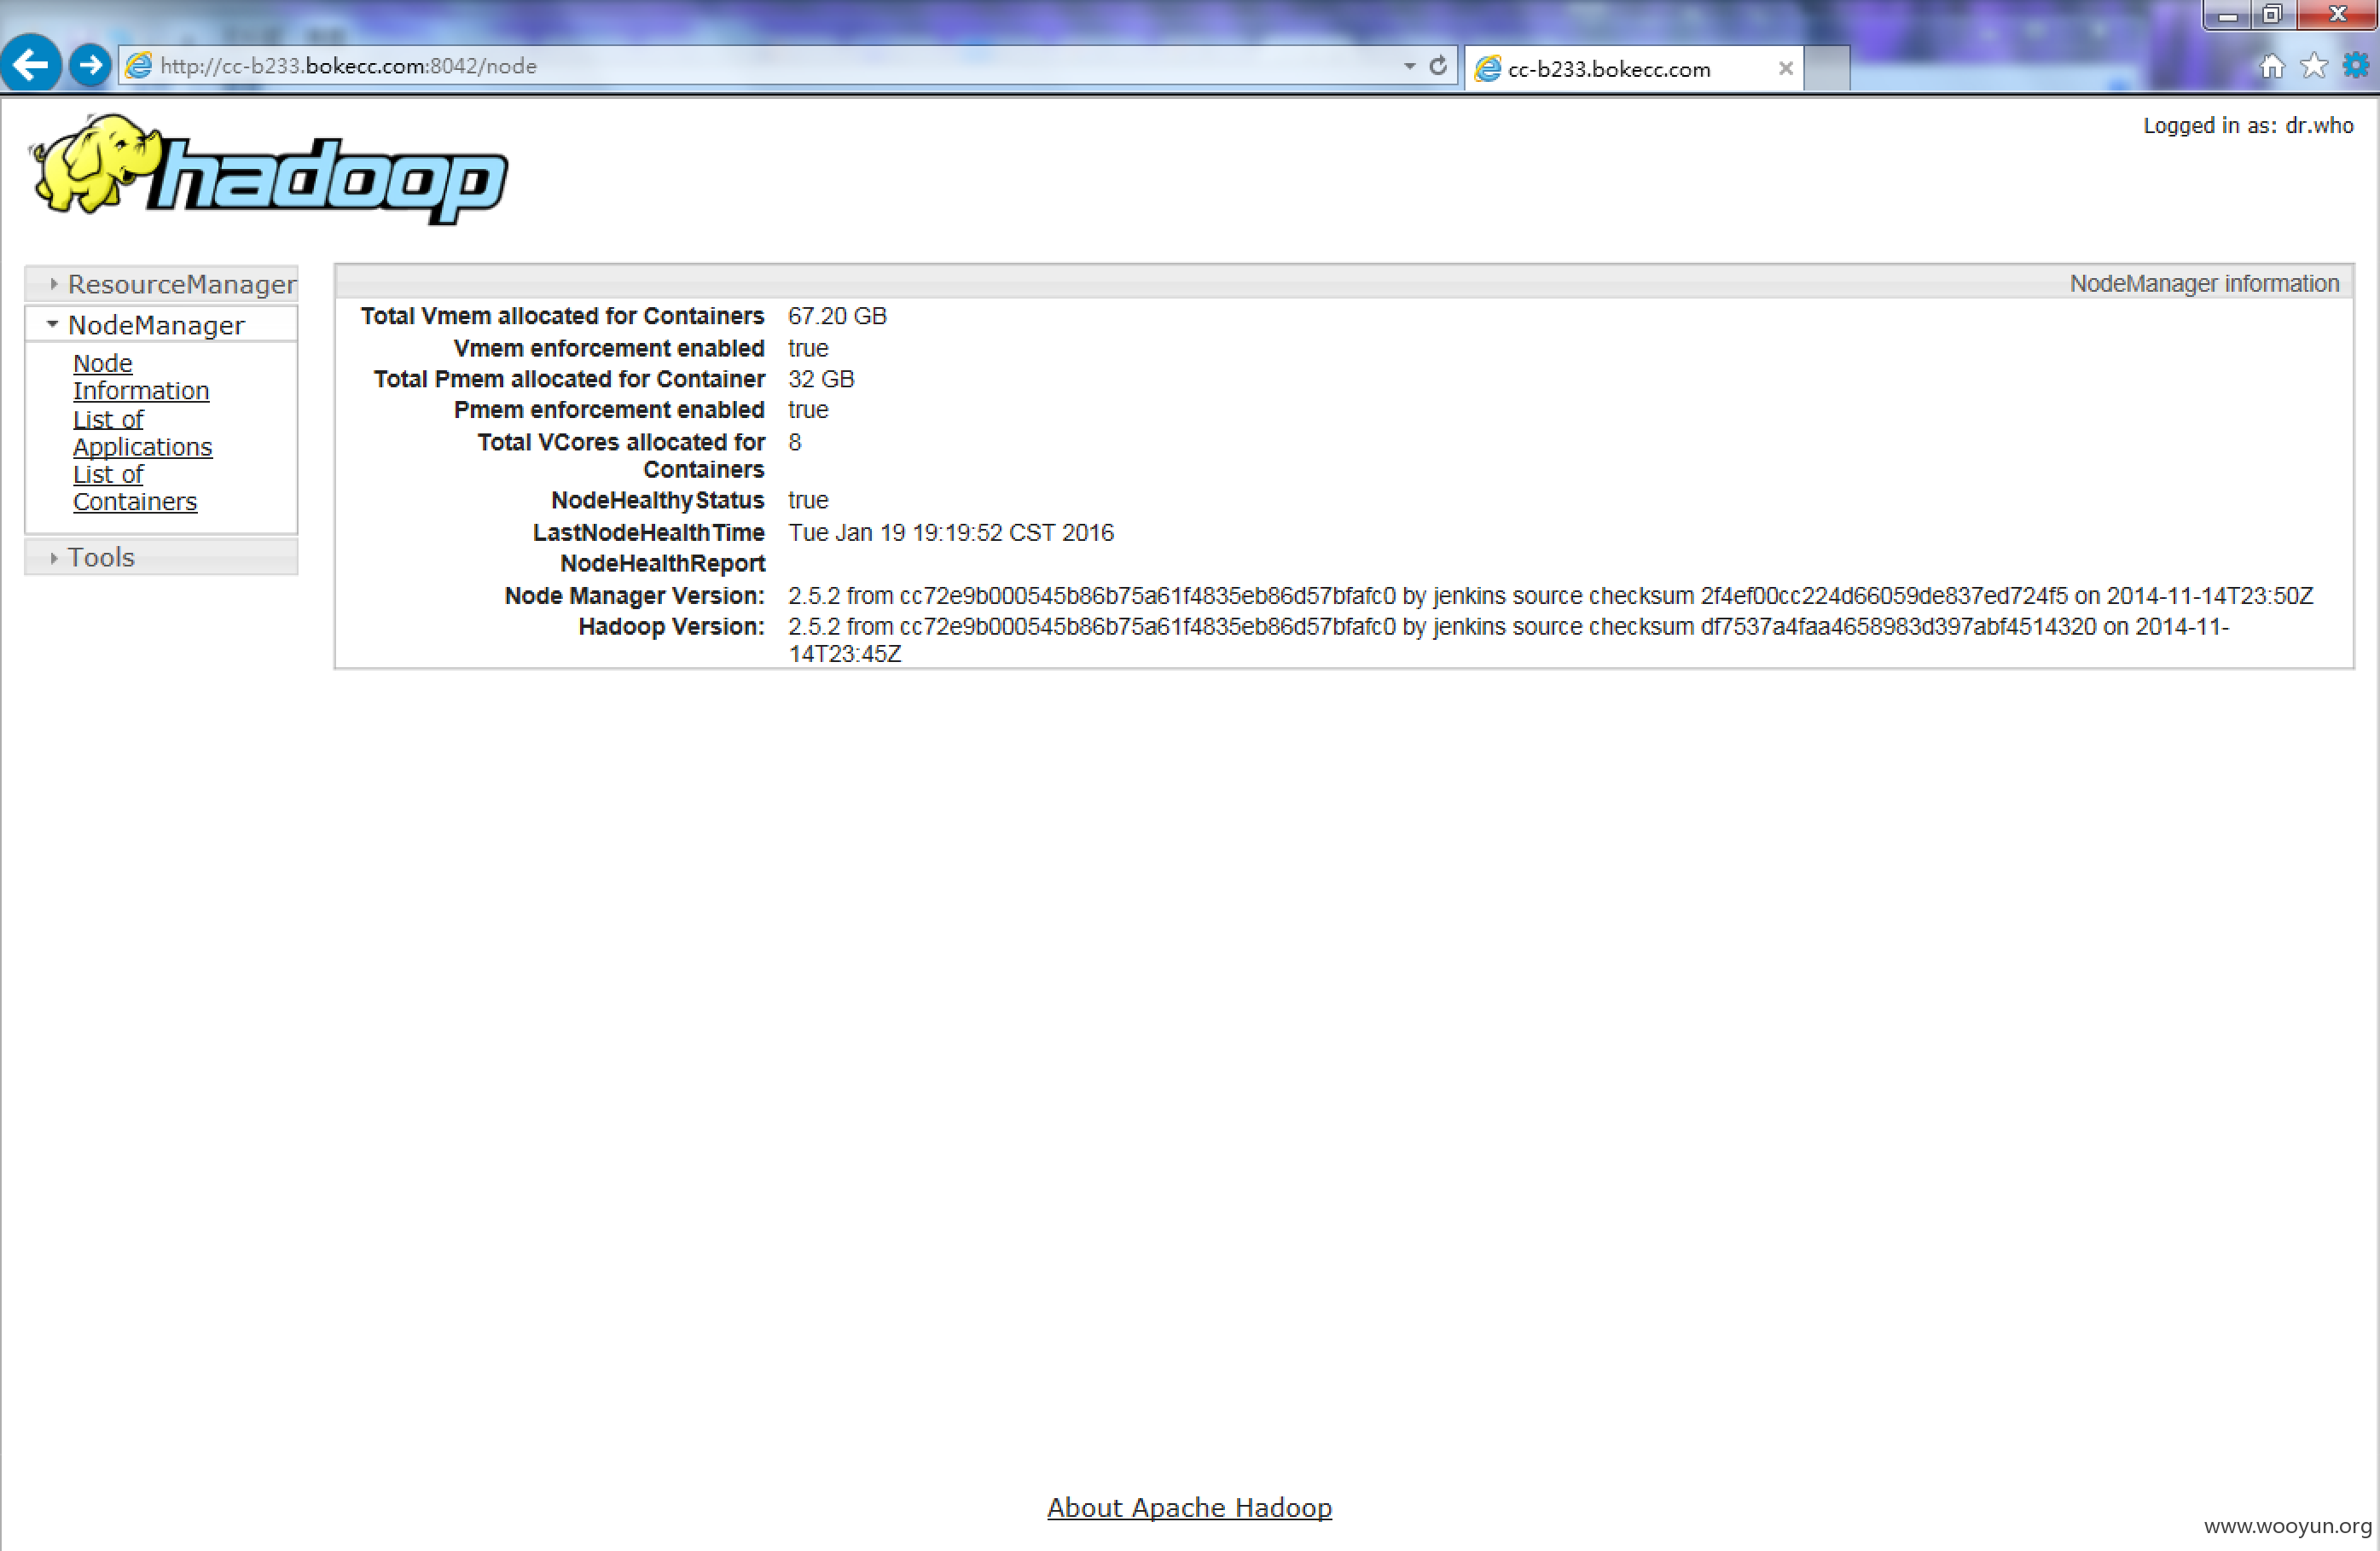 http://cc-b233.bokecc.com:8042/node
cc-b233.bokecc.com
Logged in as: dr.who
hadoop
ResourceManager
NodeManager
Node
Information
List of
Applications
List of
Containers
Tools
NodeManager information
Total Vmem allocated for Containers 67.20 GB
Vmem enforcement enabled true
Total Pmem allocated for Container 32 GB
Pmem enforcement enabled true
Total VCores allocated for 8
Containers
NodeHealthyStatus true
LastNodeHealthTime Tue Jan 19 19:19:52 CST 2016
NodeHealthReport
Node Manager Version: 2.5.2 from cc72e9b000545b86b75a61f4835eb86d57bfafc0 by jenkins source checksum 2f4ef00cc224d66059de837ed724f5 on 2014-11-14T23:50Z
Hadoop Version: 2.5.2 from cc72e9b000545b86b75a61f4835eb86d57bfafc0 by jenkins source checksum df7537a4faa4658983d397abf4514320 on 2014-11-
14T23:45Z
About Apache Hadoop
www.wooyun.org